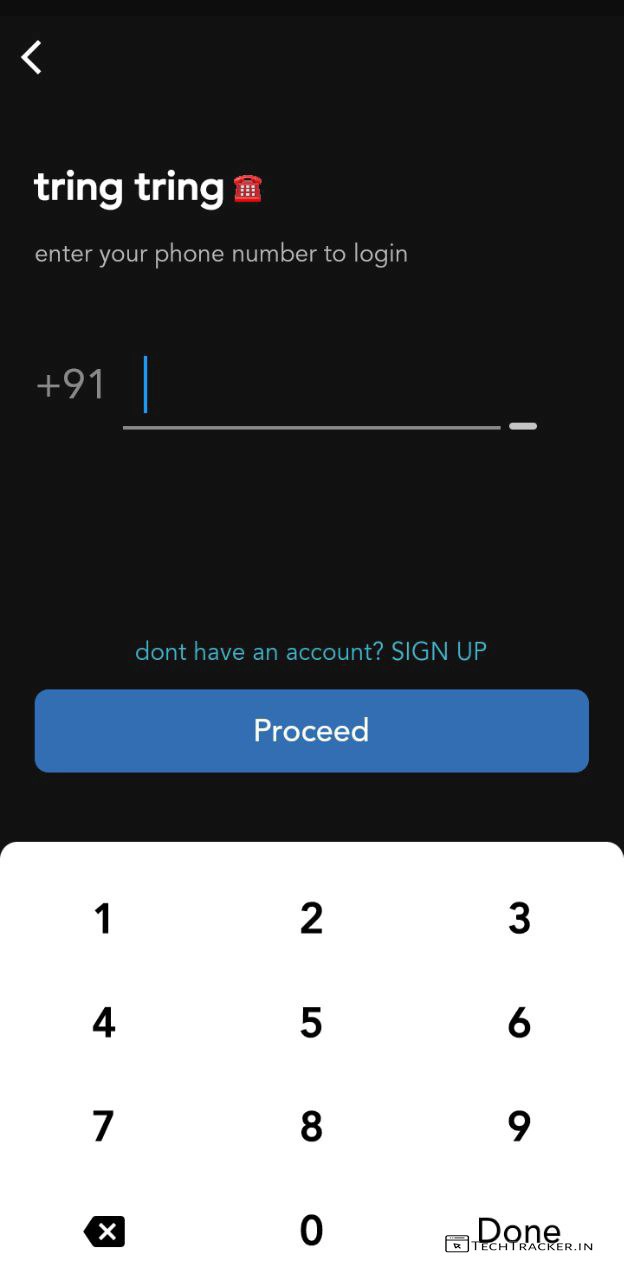 tring tring ☎️
enter your phone number to login
+91
dont have an account? SIGN UP
Proceed
1 2 3
4 5 6
7 8 9
0 Done
TECHTRACKER.IN